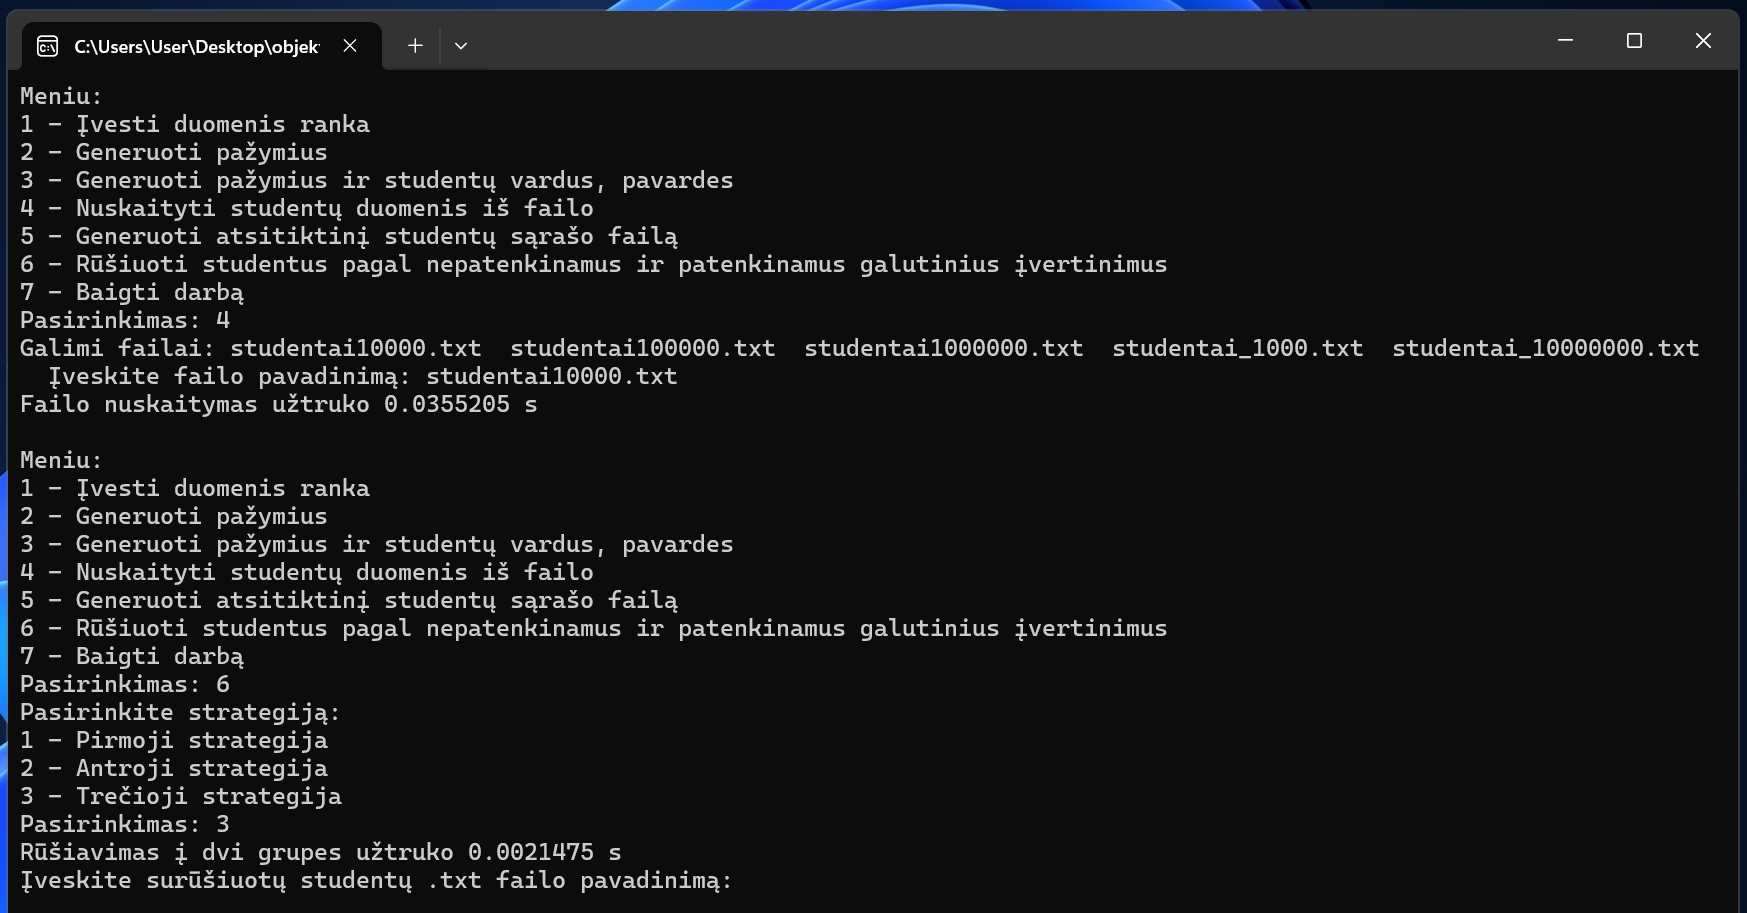 C:\Users\User\Desktop\objek
Meniu:
1 - Įvesti duomenis ranka
2 - Generuoti pažymius
3 - Generuoti pažymius ir studentų vardus, pavardes
4 - Nuskaityti studentų duomenis iš failo
5 - Generuoti atsitiktinį studentų sąrašo failą
6 - Rūšiuoti studentus pagal nepatenkinamus ir patenkinamus galutinius įvertinimus
7 - Baigti darbą
Pasirinkimas: 4
Galimi failai: studentai10000.txt  studentai100000.txt  studentai1000000.txt  studentai_1000.txt  studentai_10000000.txt
  Įveskite failo pavadinimą: studentai10000.txt
Failo nuskaitymas užtruko 0.0355205 s
Meniu:
1 - Įvesti duomenis ranka
2 - Generuoti pažymius
3 - Generuoti pažymius ir studentų vardus, pavardes
4 - Nuskaityti studentų duomenis iš failo
5 - Generuoti atsitiktinį studentų sąrašo failą
6 - Rūšiuoti studentus pagal nepatenkinamus ir patenkinamus galutinius įvertinimus
7 - Baigti darbą
Pasirinkimas: 6
Pasirinkite strategiją:
1 - Pirmoji strategija
2 - Antroji strategija
3 - Trečioji strategija
Pasirinkimas: 3
Rūšiavimas į dvi grupes užtruko 0.0021475 s
Įveskite surūšiuotų studentų .txt failo pavadinimą: